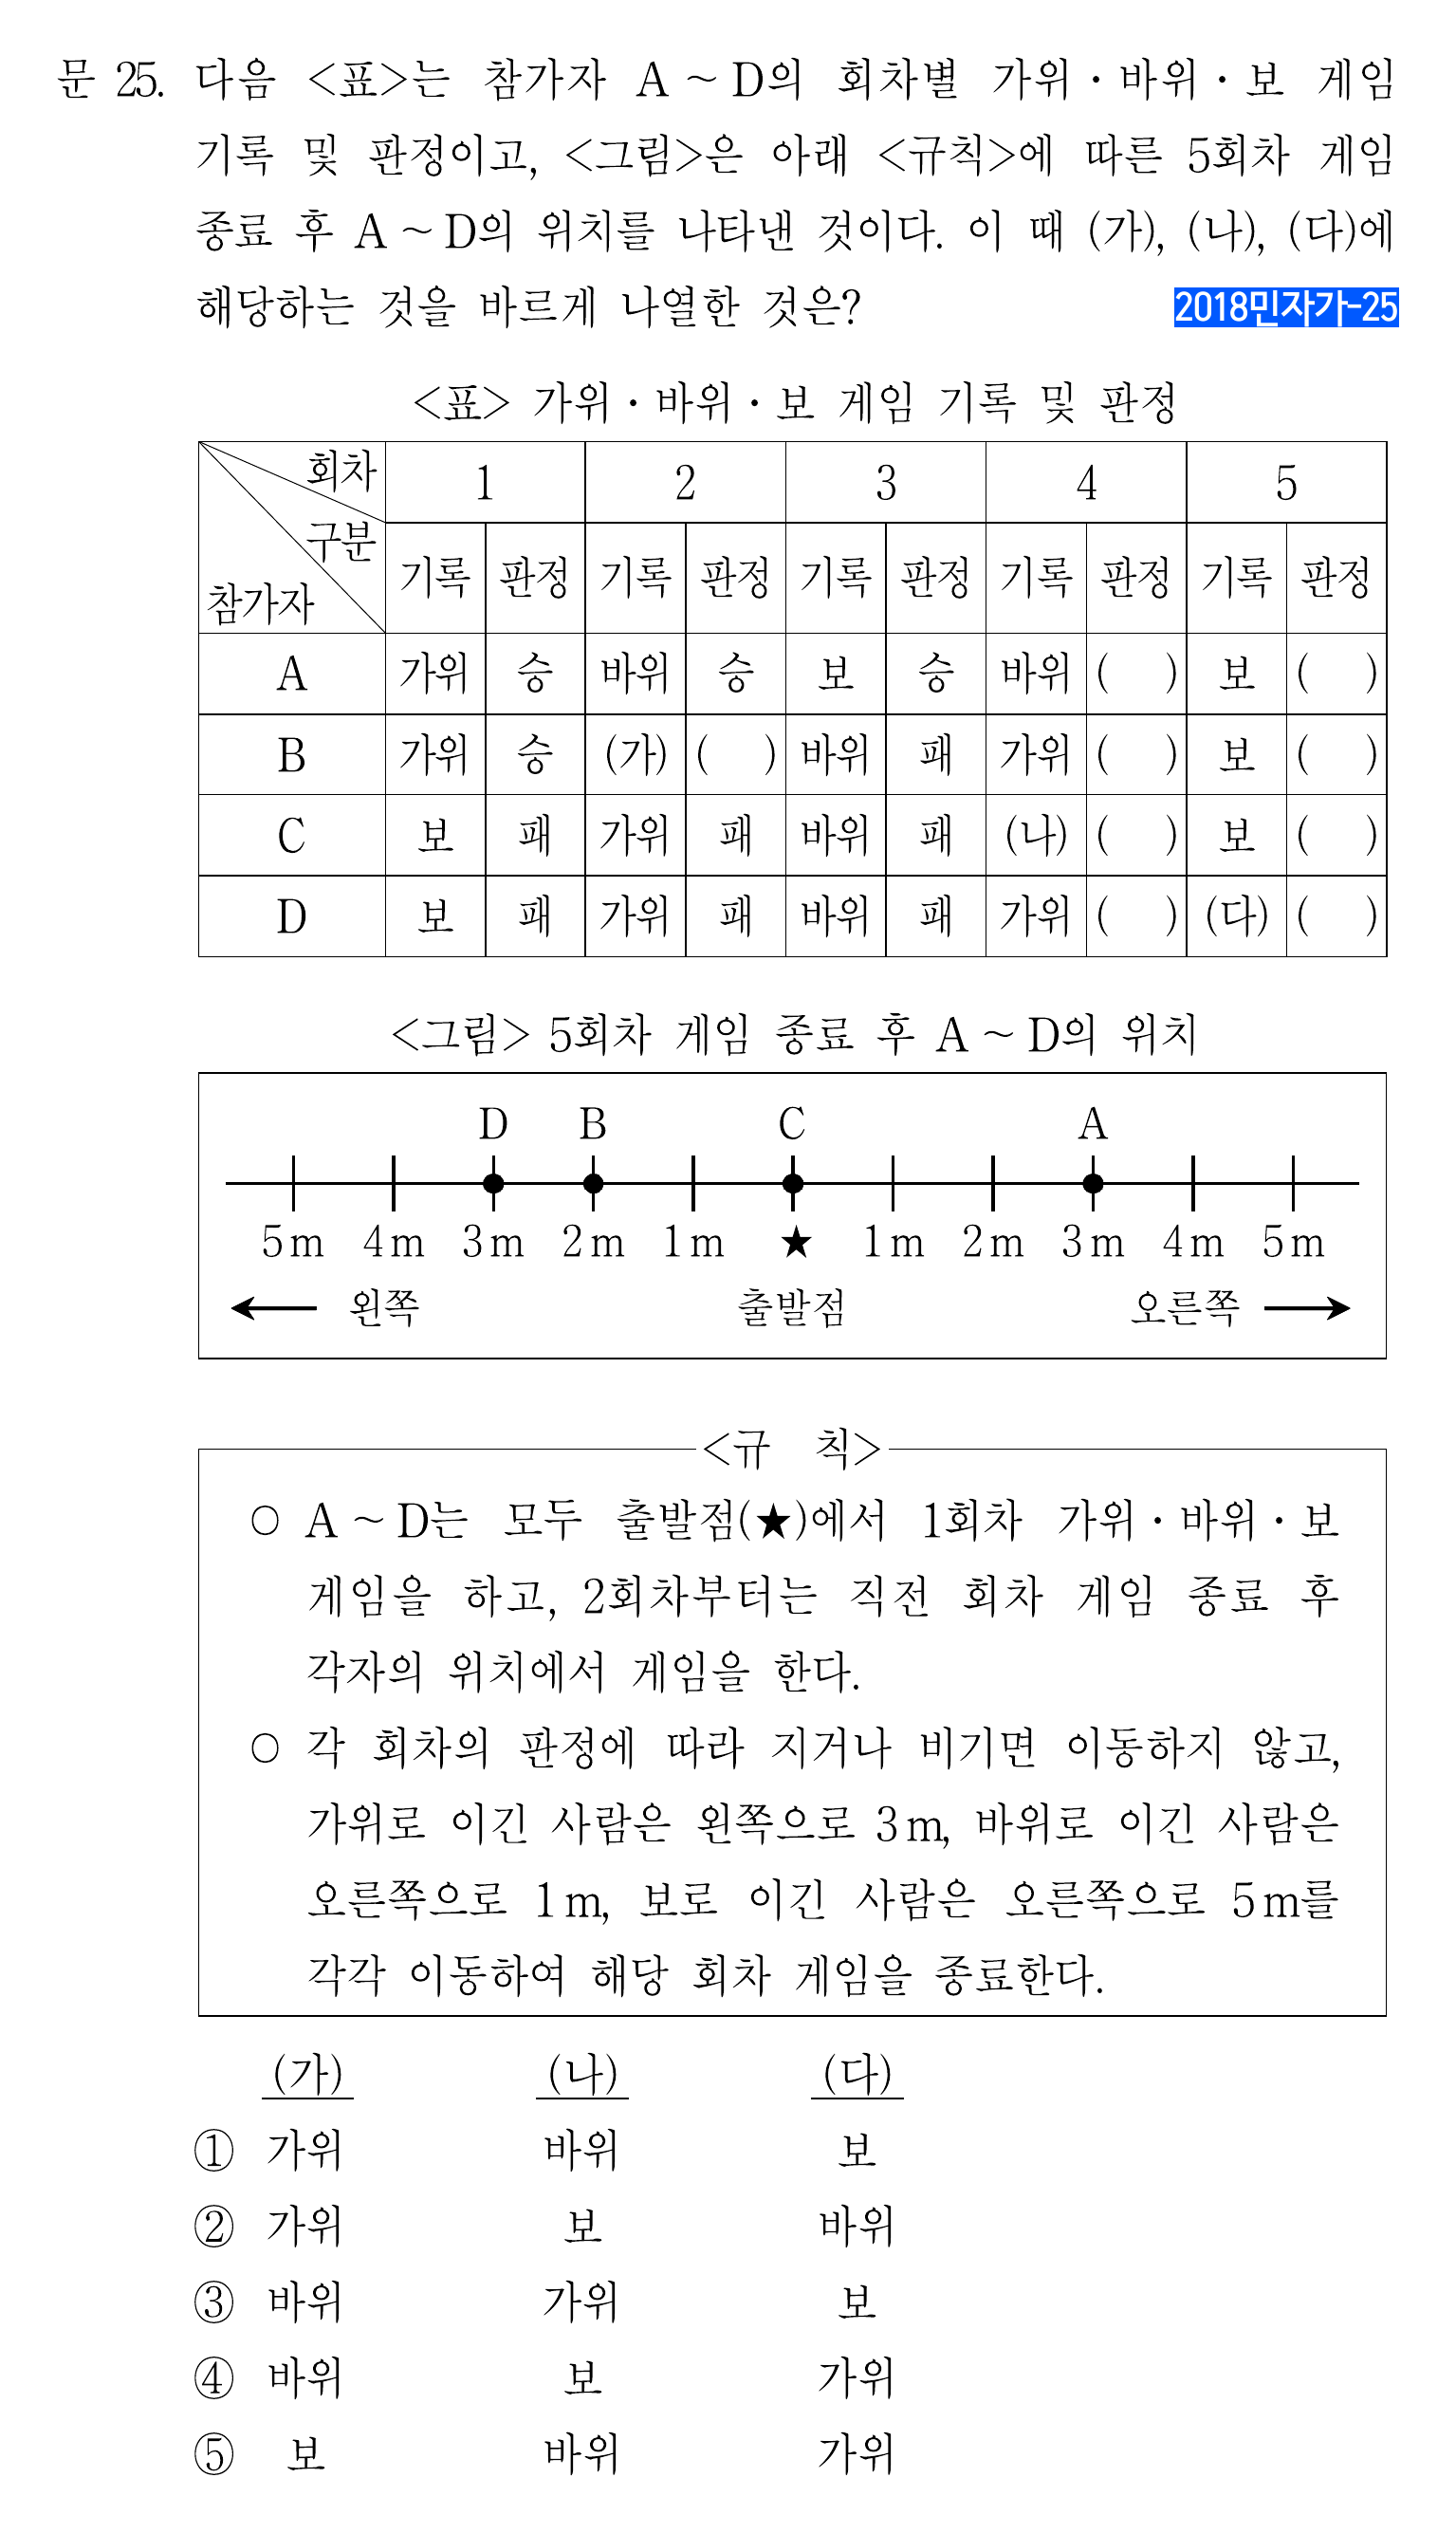 문 25. 다음 <표>는 참가자 A ~ D의 회차별 가위·바위·보 게임
기록 및 판정이고, <그림>은 아래 <규칙>에 따른 5회차 게임
종료 후 A ~ D의 위치를 나타낸 것이다. 이 때 (가), (나), (다)에
해당하는 것을 바르게 나열한 것은? 2018민자가-25
<표> 가위·바위·보 게임 기록 및 판정
회차 1 2 3 4 5
구분
참가자 기록 판정 기록 판정 기록 판정 기록 판정 기록 판정
A 가위 승 바위 승 보 승 바위 ( ) 보 ( )
B 가위 승 (가) ( ) 바위 패 가위 ( ) 보 ( )
C 보 패 가위 패 바위 패 (나) ( ) 보 ( )
D 보 패 가위 패 바위 패 가위 ( ) (다) ( )
<그림> 5회차 게임 종료 후 A ~ D의 위치
D B C A
5m 4m 3m 2m 1m ★ 1m 2m 3m 4m 5m
← 왼쪽 출발점 오른쪽 →
<규 칙>
○ A ~ D는 모두 출발점(★)에서 1회차 가위·바위·보
게임을 하고, 2회차부터는 직전 회차 게임 종료 후
각자의 위치에서 게임을 한다.
○ 각 회차의 판정에 따라 지거나 비기면 이동하지 않고,
가위로 이긴 사람은 왼쪽으로 3m, 바위로 이긴 사람은
오른쪽으로 1m, 보로 이긴 사람은 오른쪽으로 5m를
각각 이동하여 해당 회차 게임을 종료한다.
(가) (나) (다)
① 가위 바위 보
② 가위 보 바위
③ 바위 가위 보
④ 바위 보 가위
⑤ 보 바위 가위